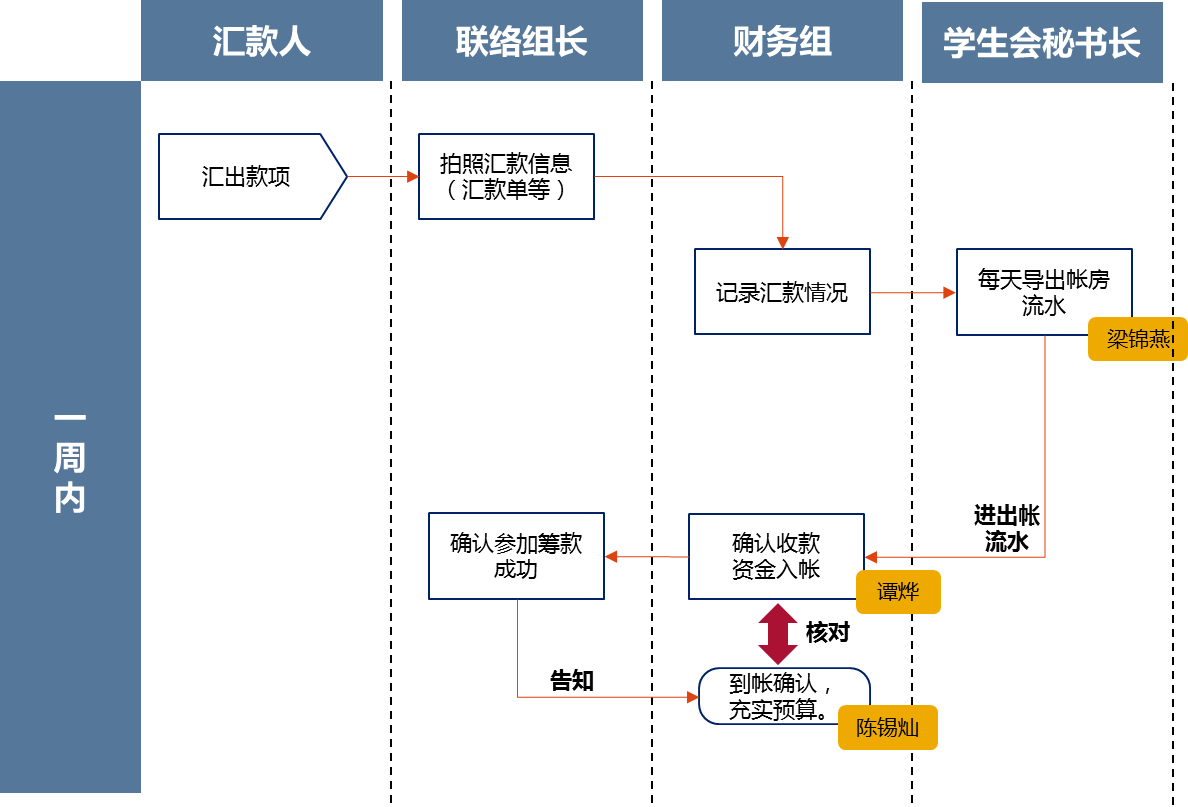 汇款人
联络组长
财务组
学生会秘书长
一
周
内
汇出款项
拍照汇款信息
（汇款单等）
记录汇款情况
每天导出帐房
流水
梁锦燕
进出帐
流水
确认参加筹款
成功
确认收款
资金入帐
谭烨
核对
告知
到帐确认，
充实预算。
陈锡灿